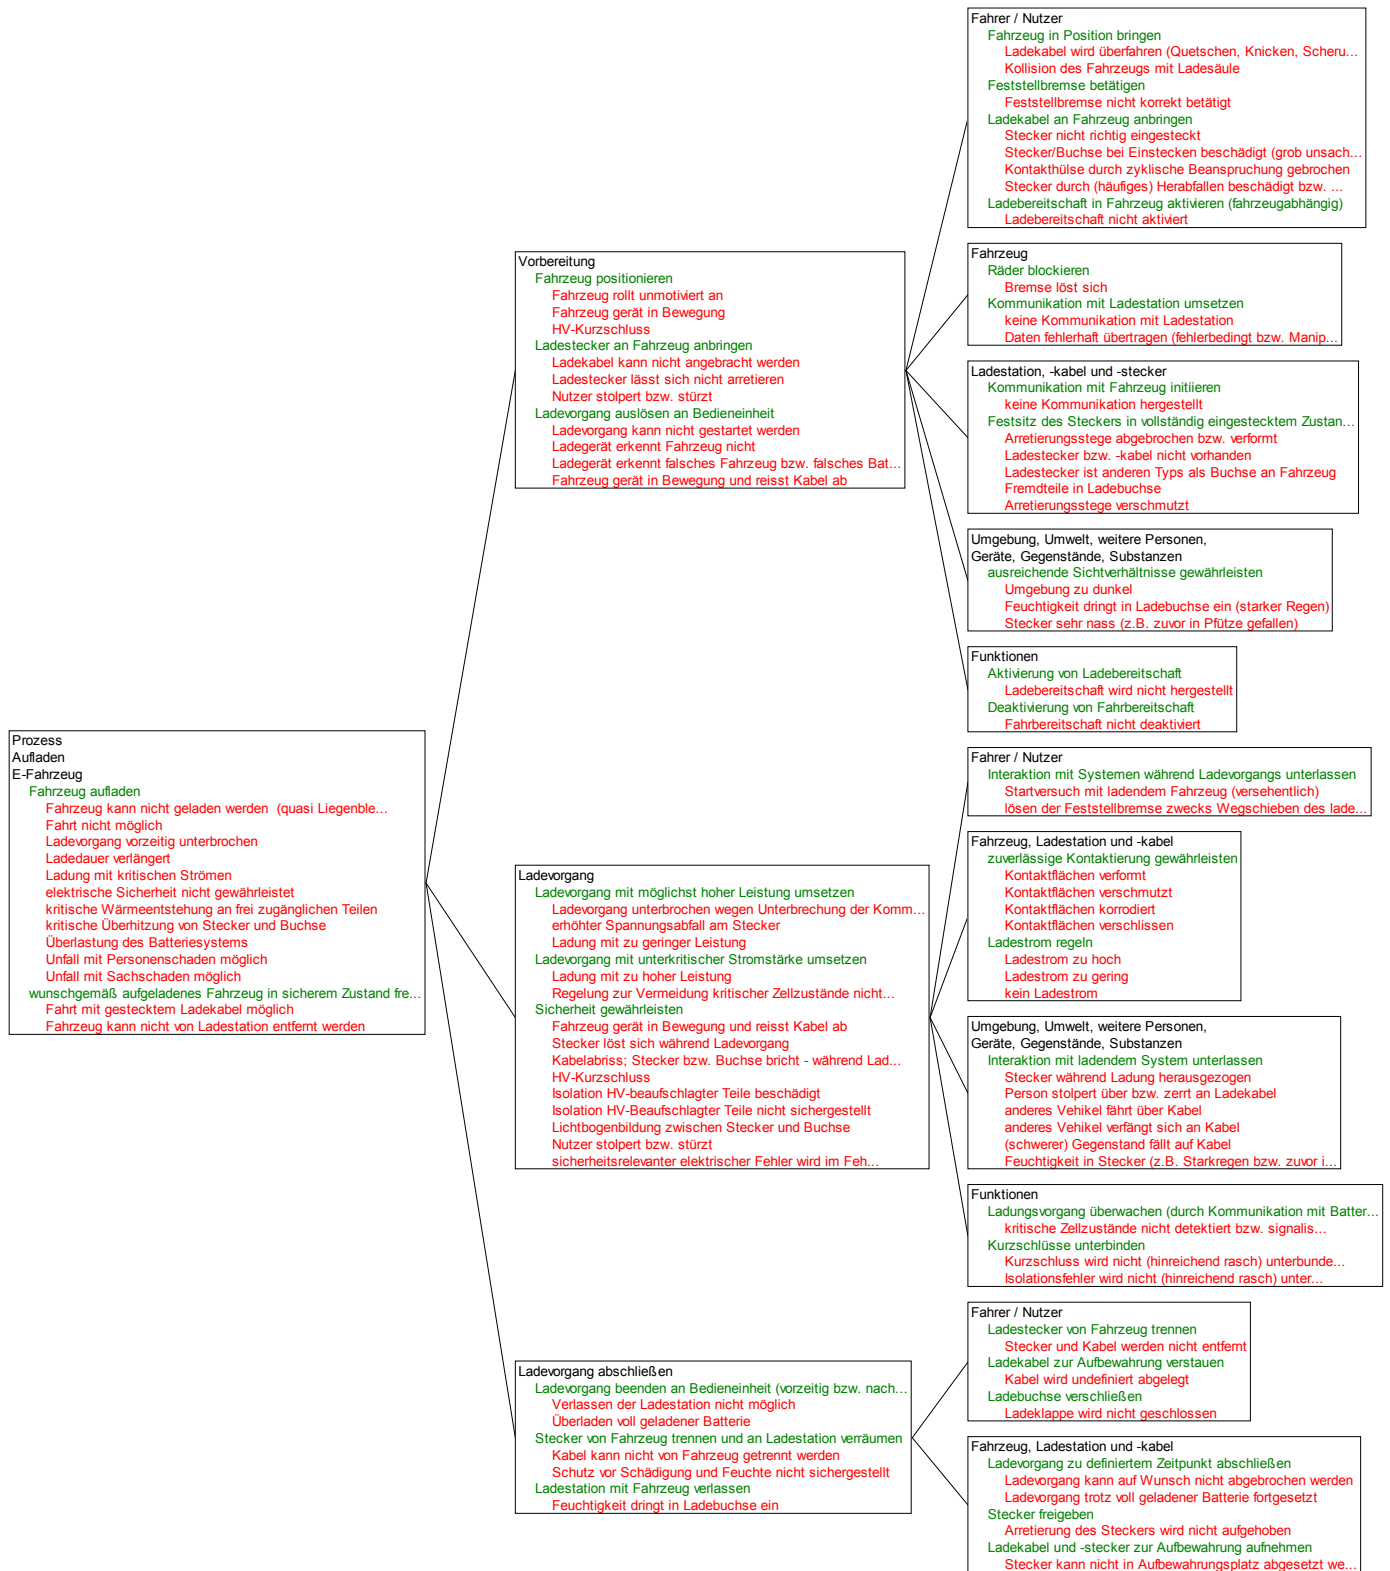 Prozess
Aufladen
E-Fahrzeug
Fahrzeug aufladen
Fahrzeug kann nicht geladen werden  (quasi Liegenble...
Fahrt nicht möglich
Ladevorgang vorzeitig unterbrochen
Ladedauer verlängert
Ladung mit kritischen Strömen
elektrische Sicherheit nicht gewährleistet
kritische Wärmeentstehung an frei zugänglichen Teilen
kritische Überhitzung von Stecker und Buchse
Überlastung des Batteriesystems
Unfall mit Personenschaden möglich
Unfall mit Sachschaden möglich
wunschgemäß aufgeladenes Fahrzeug in sicherem Zustand fre...
Fahrt mit gestecktem Ladekabel möglich
Fahrzeug kann nicht von Ladestation entfernt werden
Vorbereitung
Fahrzeug positionieren
Fahrzeug rollt unmotiviert an
Fahrzeug gerät in Bewegung
HV-Kurzschluss
Ladestecker an Fahrzeug anbringen
Ladekabel kann nicht angebracht werden
Ladestecker lässt sich nicht arretieren
Nutzer stolpert bzw. stürzt
Ladevorgang auslösen an Bedieneinheit
Ladevorgang kann nicht gestartet werden
Ladegerät erkennt Fahrzeug nicht
Ladegerät erkennt falsches Fahrzeug bzw. falsches Bat...
Fahrzeug gerät in Bewegung und reisst Kabel ab
Fahrer / Nutzer
Fahrzeug in Position bringen
Ladekabel wird überfahren (Quetschen, Knicken, Scheru...
Kollision des Fahrzeugs mit Ladesäule
Feststellbremse betätigen
Feststellbremse nicht korrekt betätigt
Ladekabel an Fahrzeug anbringen
Stecker nicht richtig eingesteckt
Stecker/Buchse bei Einstecken beschädigt (grob unsach...
Kontakthülse durch zyklische Beanspruchung gebrochen
Stecker durch (häufiges) Herabfallen beschädigt bzw. ...
Ladebereitschaft in Fahrzeug aktivieren (fahrzeugabhängig)
Ladebereitschaft nicht aktiviert
Fahrzeug
Räder blockieren
Bremse löst sich
Kommunikation mit Ladestation umsetzen
keine Kommunikation mit Ladestation
Daten fehlerhaft übertragen (fehlerbedingt bzw. Manip...
Ladestation, -kabel und -stecker
Kommunikation mit Fahrzeug initiieren
keine Kommunikation hergestellt
Festsitz des Steckers in vollständig eingestecktem Zustan...
Arretierungsstege abgebrochen bzw. verformt
Ladestecker bzw. -kabel nicht vorhanden
Ladestecker ist anderen Typs als Buchse an Fahrzeug
Fremdteile in Ladebuchse
Arretierungsstege verschmutzt
Umgebung, Umwelt, weitere Personen,
Geräte, Gegenstände, Substanzen
ausreichende Sichtverhältnisse gewährleisten
Umgebung zu dunkel
Feuchtigkeit dringt in Ladebuchse ein (starker Regen)
Stecker sehr nass (z.B. zuvor in Pfütze gefallen)
Funktionen
Aktivierung von Ladebereitschaft
Ladebereitschaft wird nicht hergestellt
Deaktivierung von Fahrbereitschaft
Fahrbereitschaft nicht deaktiviert
Ladevorgang
Ladevorgang mit möglichst hoher Leistung umsetzen
Ladevorgang unterbrochen wegen Unterbrechung der Komm...
erhöhter Spannungsabfall am Stecker
Ladung mit zu geringer Leistung
Ladevorgang mit unterkritischer Stromstärke umsetzen
Ladung mit zu hoher Leistung
Regelung zur Vermeidung kritischer Zellzustände nicht...
Sicherheit gewährleisten
Fahrzeug gerät in Bewegung und reisst Kabel ab
Stecker löst sich während Ladevorgang
Kabelabriss; Stecker bzw. Buchse bricht - während Lad...
HV-Kurzschluss
Isolation HV-beaufschlagter Teile beschädigt
Isolation HV-Beaufschlagter Teile nicht sichergestellt
Lichtbogenbildung zwischen Stecker und Buchse
Nutzer stolpert bzw. stürzt
sicherheitsrelevanter elektrischer Fehler wird im Feh...
Fahrer / Nutzer
Interaktion mit Systemen während Ladevorgangs unterlassen
Startversuch mit ladendem Fahrzeug (versehentlich)
lösen der Feststellbremse zwecks Wegschieben des lade...
Fahrzeug, Ladestation und -kabel
zuverlässige Kontaktierung gewährleisten
Kontaktflächen verformt
Kontaktflächen verschmutzt
Kontaktflächen korrodiert
Kontaktflächen verschlissen
Ladestrom regeln
Ladestrom zu hoch
Ladestrom zu gering
kein Ladestrom
Umgebung, Umwelt, weitere Personen,
Geräte, Gegenstände, Substanzen
Interaktion mit ladendem System unterlassen
Stecker während Ladung herausgezogen
Person stolpert über bzw. zerrt an Ladekabel
anderes Vehikel fährt über Kabel
anderes Vehikel verfängt sich an Kabel
(schwerer) Gegenstand fällt auf Kabel
Feuchtigkeit in Stecker (z.B. Starkregen bzw. zuvor i...
Funktionen
Ladungsvorgang überwachen (durch Kommunikation mit Batter...
kritische Zellzustände nicht detektiert bzw. signalis...
Kurzschlüsse unterbinden
Kurzschluss wird nicht (hinreichend rasch) unterbunde...
Isolationsfehler wird nicht (hinreichend rasch) unter...
Ladevorgang abschließen
Ladevorgang beenden an Bedieneinheit (vorzeitig bzw. nach...
Verlassen der Ladestation nicht möglich
Überladen voll geladener Batterie
Stecker von Fahrzeug trennen und an Ladestation verräumen
Kabel kann nicht von Fahrzeug getrennt werden
Schutz vor Schädigung und Feuchte nicht sichergestellt
Ladestation mit Fahrzeug verlassen
Feuchtigkeit dringt in Ladebuchse ein
Fahrer / Nutzer
Ladestecker von Fahrzeug trennen
Stecker und Kabel werden nicht entfernt
Ladekabel zur Aufbewahrung verstauen
Kabel wird undefiniert abgelegt
Ladebuchse verschließen
Ladeklappe wird nicht geschlossen
Fahrzeug, Ladestation und -kabel
Ladevorgang zu definiertem Zeitpunkt abschließen
Ladevorgang kann auf Wunsch nicht abgebrochen werden
Ladevorgang trotz voll geladener Batterie fortgesetzt
Stecker freigeben
Arretierung des Steckers wird nicht aufgehoben
Ladekabel und -stecker zur Aufbewahrung aufnehmen
Stecker kann nicht in Aufbewahrungsplatz abgesetzt we...